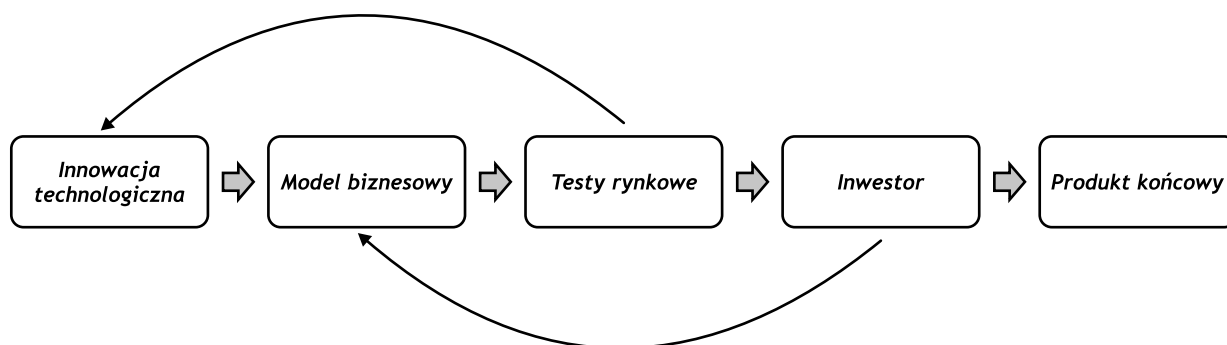 Innowacja
technologiczna
Model biznesowy
Testy rynkowe
Inwestor
Produkt końcowy